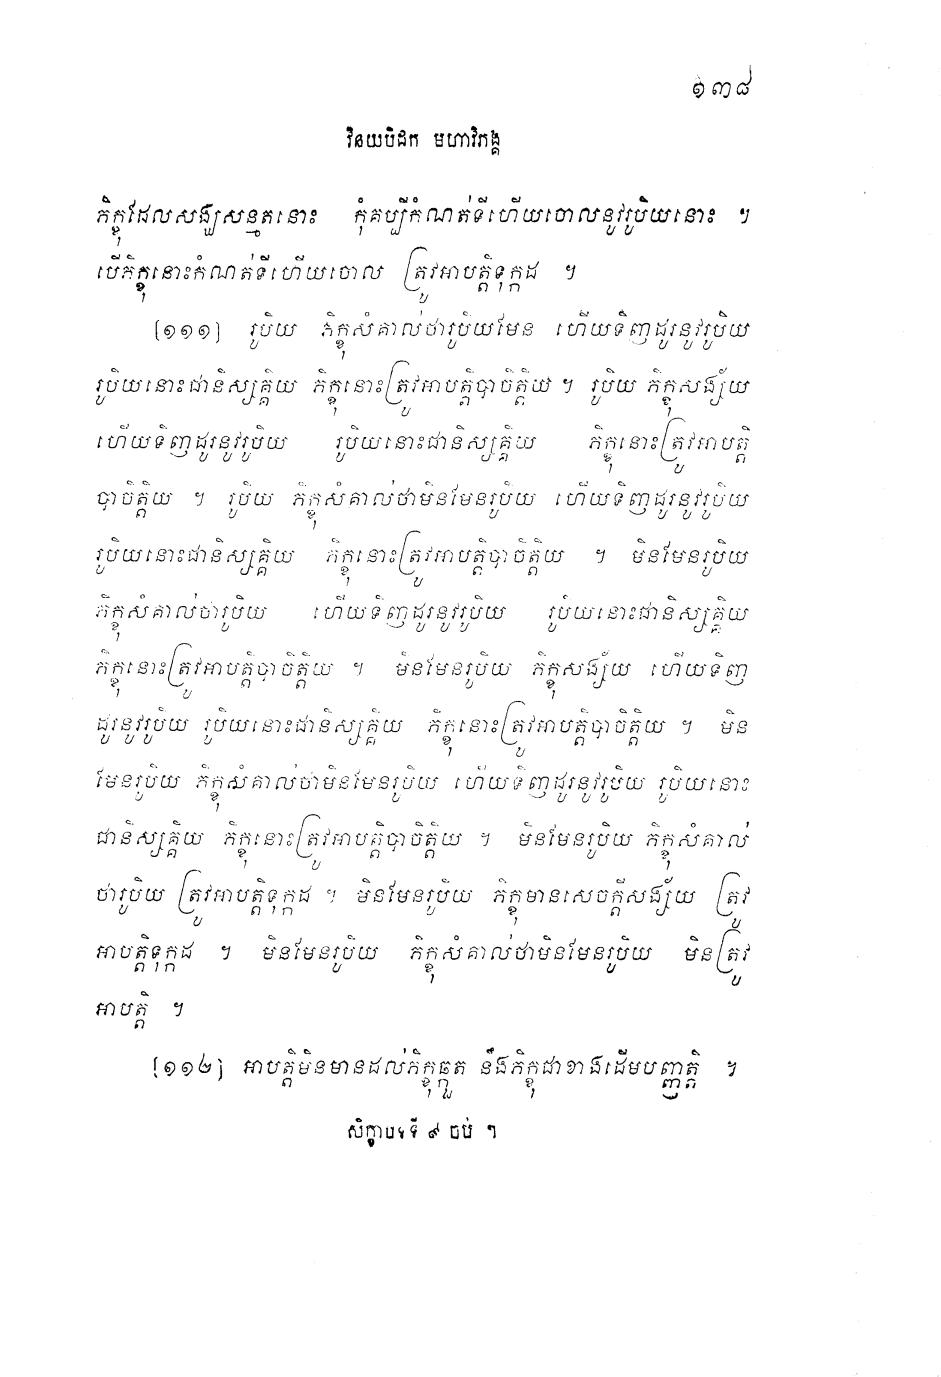 ១៣៨
វិនយបិដក មហាវិភង្គ
ភិក្ខុដែលសង្ឃសន្មតនោះ កុំគប្បីកំណត់ទីហើយចោលនូវរូបិយនោះ ។
បើភិក្ខុនោះកំណត់ទីហើយចោល ត្រូវអាបត្តិទុក្កដ ។
[១១១] រូបិយ ភិក្ខុសំគាល់ថារូបិយមែន ហើយទិញដូរនូវរូបិយ
រូបិយនោះជានិស្សគ្គិយ ភិក្ខុនោះត្រូវអាបត្តិបាចិត្តិយ ។ រូបិយ ភិក្ខុសង្ស័យ
ហើយទិញដូរនូវរូបិយ រូបិយនោះជានិស្សគ្គិយ ភិក្ខុនោះត្រូវអាបត្តិ
បាចិត្តិយ ។ រូបិយ ភិក្ខុសំគាល់ថាមិនមែនរូបិយ ហើយទិញដូរនូវរូបិយ
រូបិយនោះជានិស្សគ្គិយ ភិក្ខុនោះត្រូវអាបត្តិបាចិត្តិយ ។ មិនមែនរូបិយ
ភិក្ខុសំគាល់ថារូបិយ ហើយទិញដូរនូវរូបិយ រូបិយនោះជានិស្សគ្គិយ
ភិក្ខុនោះត្រូវអាបត្តិបាចិត្តិយ ។ មិនមែនរូបិយ ភិក្ខុសង្ស័យ ហើយទិញ
ដូរនូវរូបិយ រូបិយនោះជានិស្សគ្គិយ ភិក្ខុនោះត្រូវអាបត្តិបាចិត្តិយ ។ មិន
មែនរូបិយ ភិក្ខុសំគាល់ថាមិនមែនរូបិយ ហើយទិញដូរនូវរូបិយ រូបិយនោះ
ជានិស្សគ្គិយ ភិក្ខុនោះត្រូវអាបត្តិបាចិត្តិយ ។ មិនមែនរូបិយ ភិក្ខុសំគាល់
ថារូបិយ ត្រូវអាបត្តិទុក្កដ ។ មិនមែនរូបិយ ភិក្ខុមានសេចក្តីសង្ស័យ ត្រូវ
អាបត្តិទុក្កដ ។ មិនមែនរូបិយ ភិក្ខុសំគាល់ថាមិនមែនរូបិយ មិនត្រូវ
អាបត្តិ ។
[១១២] អាបត្តិមិនមានដល់ភិក្ខុឆ្កួត នឹងភិក្ខុជាខាងដើមបញ្ញត្តិ ។
សិក្ខាបទទី ៩ ចប់ ។